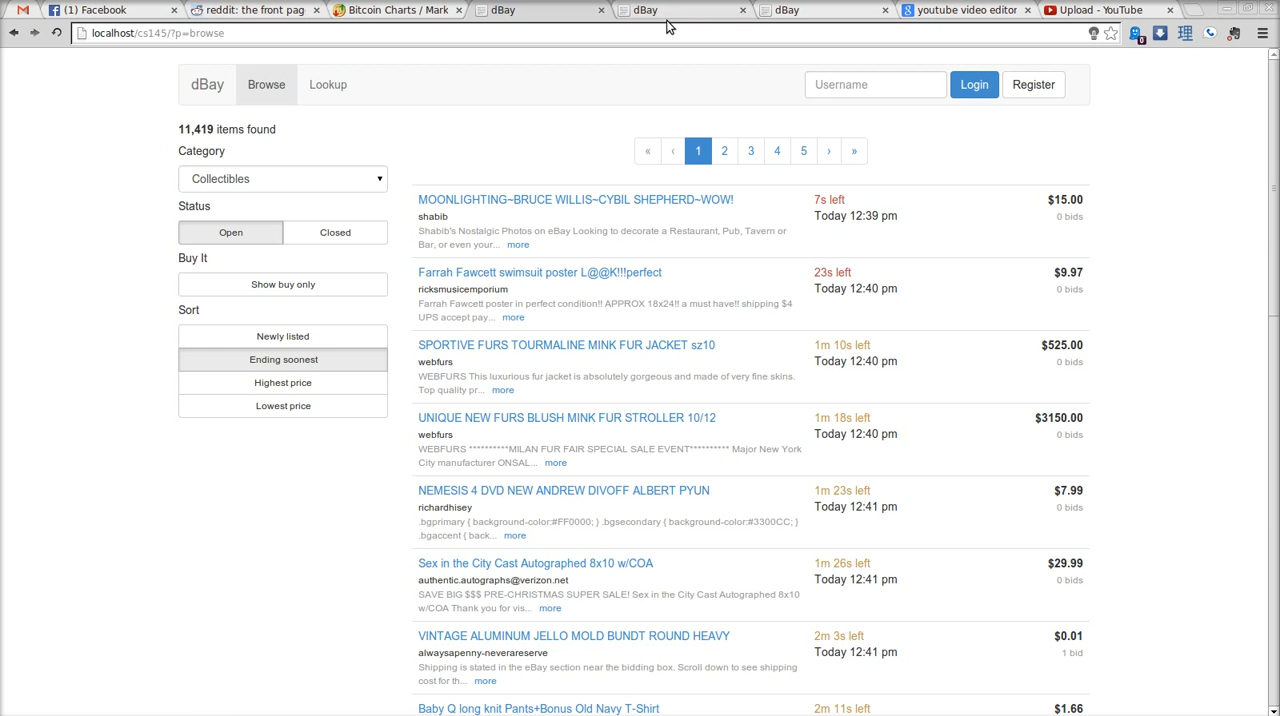 (1) Facebook
reddit: the front pag
Bitcoin Charts / Mark
dBay
dBay
dBay
youtube video editor
Upload - YouTube
localhost/cs145/?p=browse
0
dBay
Browse
Lookup
Username
Login
Register
11,419 items found
Category
Collectibles
Status
Open
Closed
Buy It
Show buy only
Sort
Newly listed
Ending soonest
Highest price
Lowest price
« ‹ 1 2 3 4 5 › »
MOONLIGHTING~BRUCE WILLIS~CYBIL SHEPHERD~WOW!
7s left
$15.00
shabib
Today 12:39 pm
0 bids
Shabib's Nostalgic Photos on eBay Looking to decorate a Restaurant, Pub, Tavern or
Bar, or even your... more
Farrah Fawcett swimsuit poster L@@K!!!perfect
23s left
$9.97
ricksmusicemporium
Today 12:40 pm
0 bids
Farrah Fawcett poster in perfect condition!! APPROX 18x24!! a must have!! shipping $4
UPS accept pay... more
SPORTIVE FURS TOURMALINE MINK FUR JACKET sz10
1m 10s left
$525.00
webfurs
Today 12:40 pm
0 bids
WEBFURS This luxurious fur jacket is absolutely gorgeous and made of very fine skins.
Top quality pr... more
UNIQUE NEW FURS BLUSH MINK FUR STROLLER 10/12
1m 18s left
$3150.00
webfurs
Today 12:40 pm
0 bids
WEBFURS **********MILAN FUR FAIR SPECIAL SALE EVENT********** Major New York
City manufacturer ONSAL... more
NEMESIS 4 DVD NEW ANDREW DIVOFF ALBERT PYUN
1m 23s left
$7.99
richardhisey
Today 12:41 pm
0 bids
.bgprimary { background-color:#FF0000; } .bgsecondary { background-color:#3300CC; }
.bgaccent { back... more
Sex in the City Cast Autographed 8x10 w/COA
1m 26s left
$29.99
authentic.autographs@verizon.net
Today 12:41 pm
0 bids
SAVE BIG $$$ PRE-CHRISTMAS SUPER SALE! Sex in the City Cast Autographed 8x10
w/COA Thank you for vis... more
VINTAGE ALUMINUM JELLO MOLD BUNDT ROUND HEAVY
2m 3s left
$0.01
alwaysapenny-neverareserve
Today 12:41 pm
1 bid
Shipping is stated in the eBay section near the bidding box. Scroll down to see shipping
cost for th... more
Baby Q long knit Pants+Bonus Old Navy T-Shirt
2m 11s left
$1.66